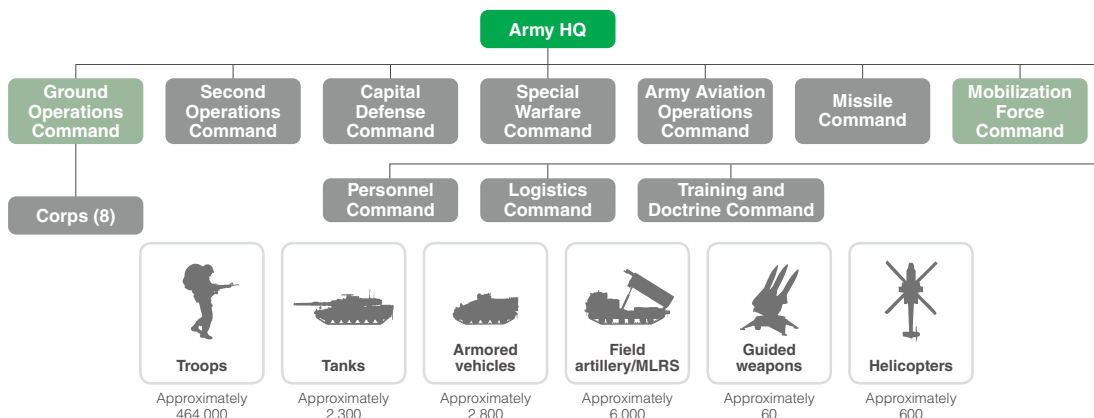 Army HQ
Ground
Operations
Command
Second
Operations
Command
Capital
Defense
Command
Special
Warfare
Command
Army Aviation
Operations
Command
Missile
Command
Mobilization
Force
Command
Corps (8)
Personnel
Command
Logistics
Command
Training and
Doctrine Command
Troops
Tanks
Armored
vehicles
Field
artillery/MLRS
Guided
weapons
Helicopters
Approximately
464,000
Approximately
2,300
Approximately
2,800
Approximately
6,000
Approximately
60
Approximately
600